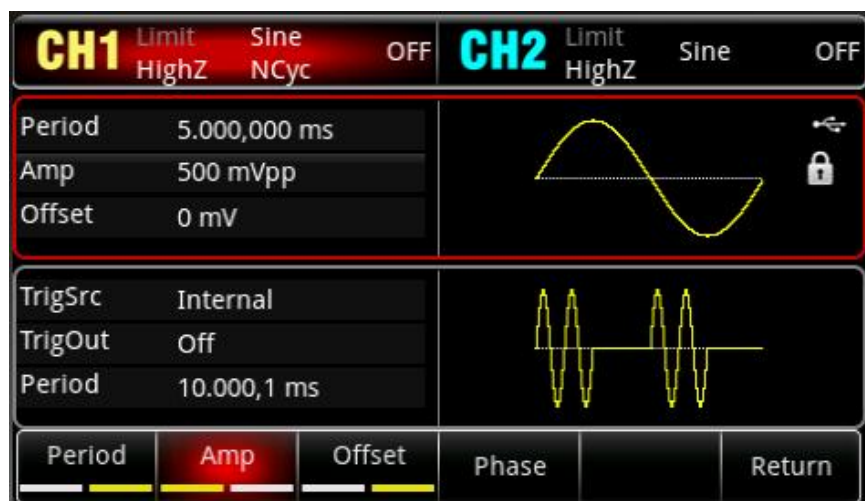 CH1 Limit Sine OFF CH2 Limit Sine OFF
HighZ NCyc HighZ
Period 5.000,000 ms
Amp 500 mVpp
Offset 0 mV
TrigSrc Internal
TrigOut Off
Period 10.000,1 ms
Period Amp Offset Phase Return